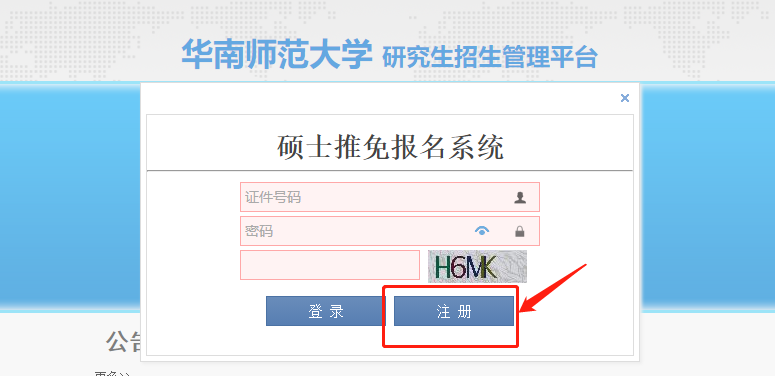 华南师范大学 研究生招生管理平台
×
硕士推免报名系统
证件号码
密码
H6MK
登 录 注 册
公告